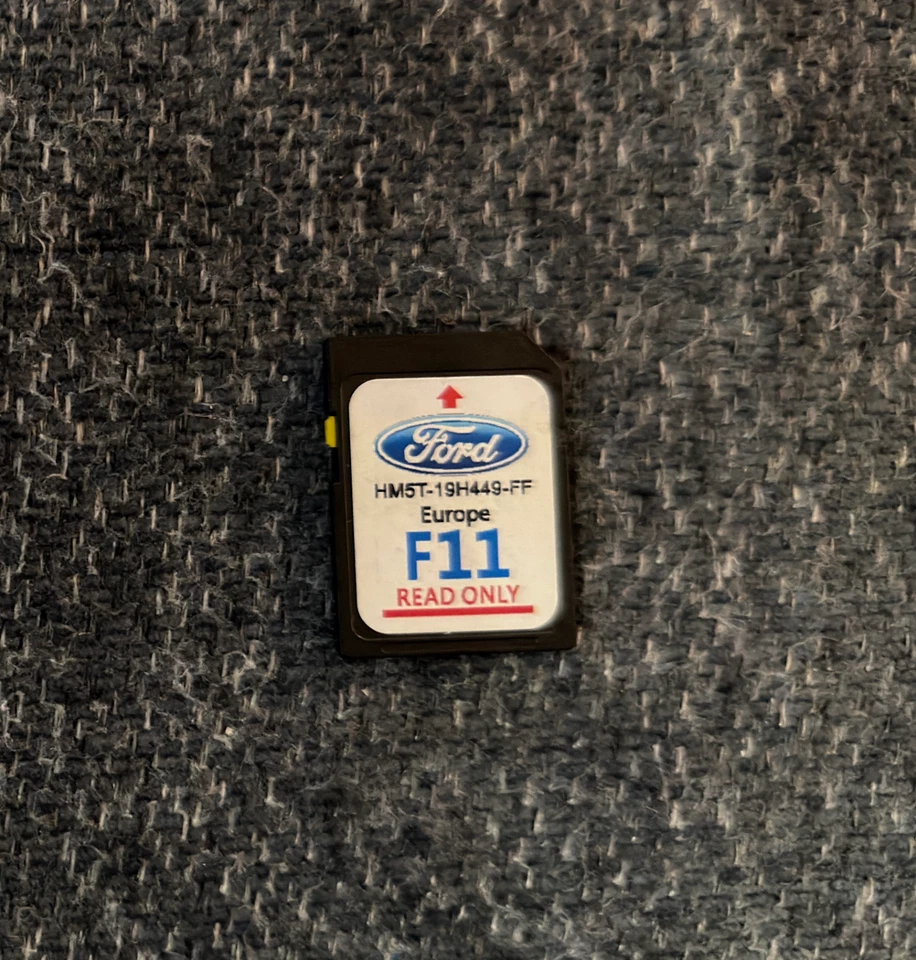 Ford
HM5T-19H449-FF
Europe
F11
READ ONLY